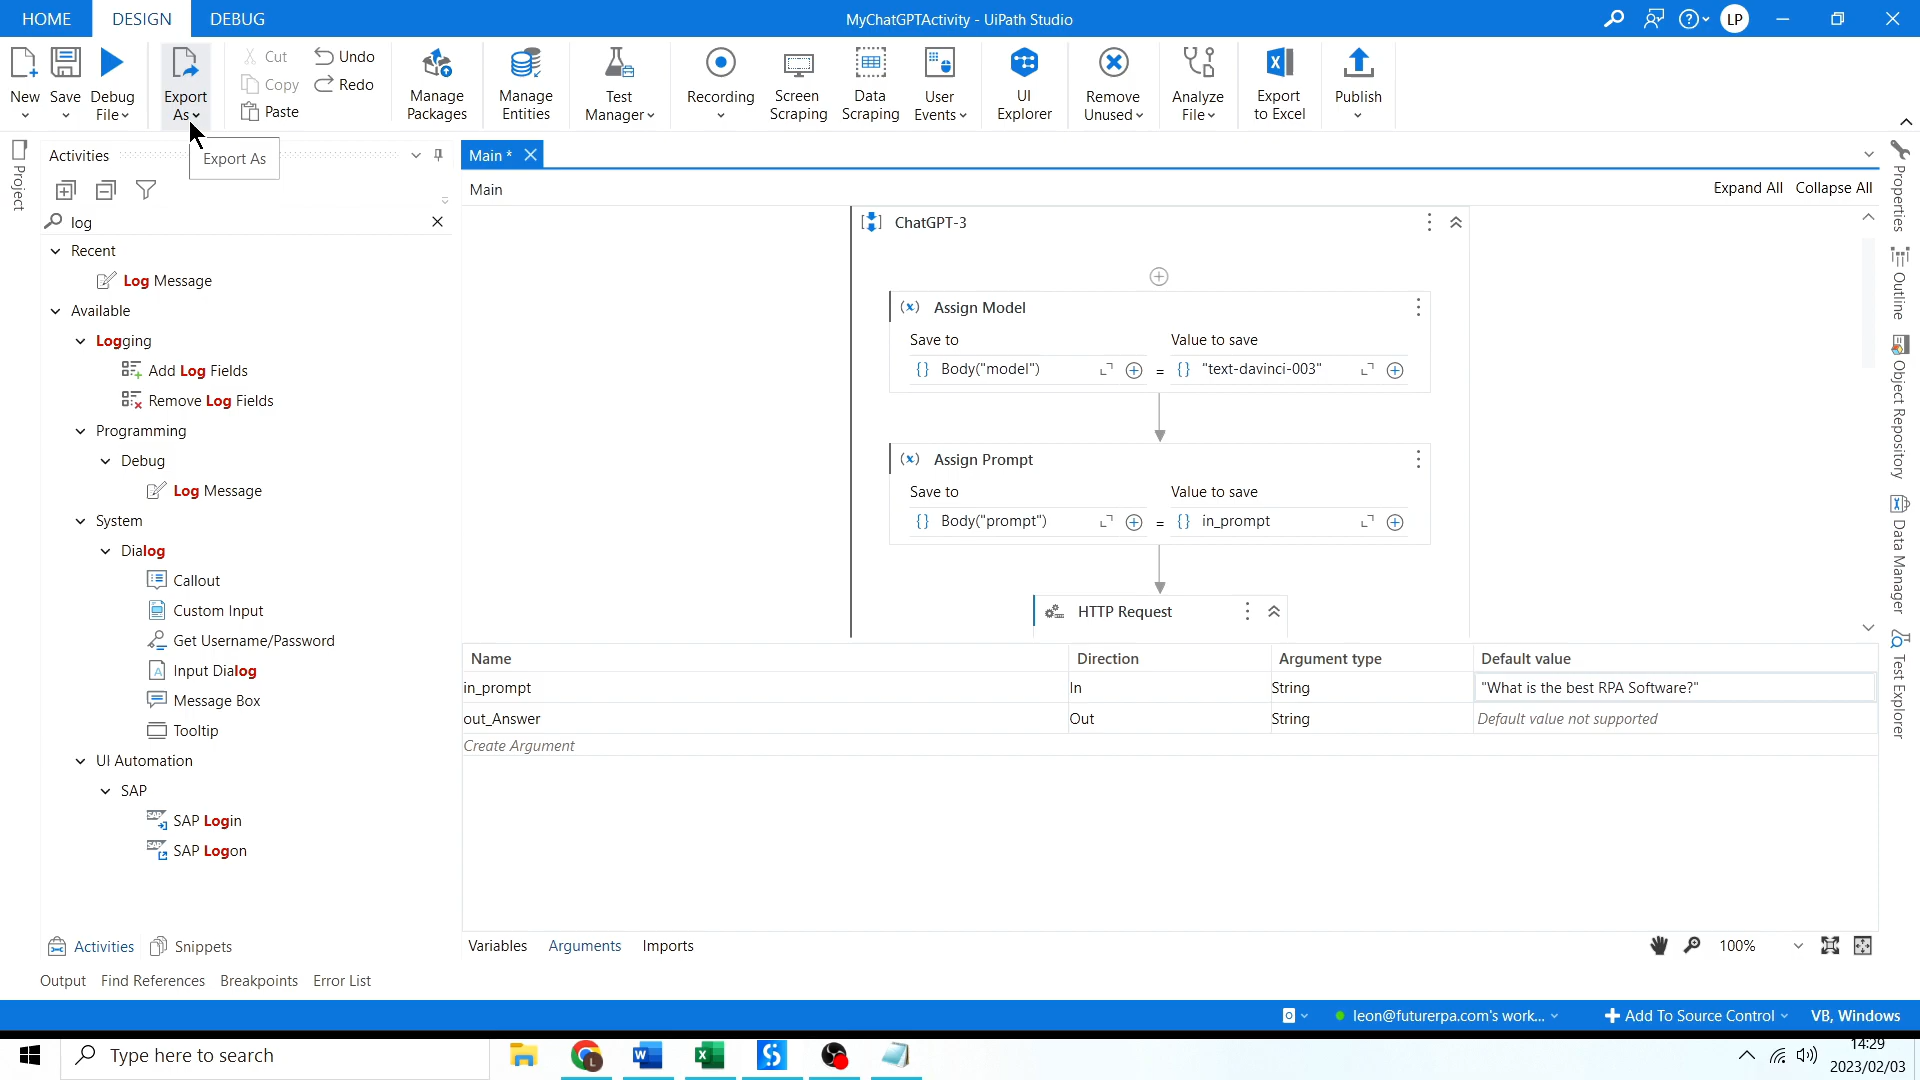 HOME DESIGN DEBUG MyChatGPTActivity - UiPath Studio LP
New Save Debug File Export As Cut Copy Paste Undo Redo Manage Packages Manage Entities Test Manager Recording Screen Scraping Data Scraping User Events UI Explorer Remove Unused Analyze File Export to Excel Publish
Export As
Project
Activities
log
Recent
Log Message
Available
Logging
Add Log Fields
Remove Log Fields
Programming
Debug
Log Message
System
Dialog
Callout
Custom Input
Get Username/Password
Input Dialog
Message Box
Tooltip
UI Automation
SAP
SAP Login
SAP Logon
Activities Snippets
Main *
Main Expand All Collapse All
ChatGPT-3
Assign Model
Save to Value to save
Body("model") = "text-davinci-003"
Assign Prompt
Save to Value to save
Body("prompt") = in_prompt
HTTP Request
Name Direction Argument type Default value
in_prompt In String "What is the best RPA Software?"
out_Answer Out String Default value not supported
Create Argument
Variables Arguments Imports 100%
Properties
Outline
Object Repository
Data Manager
Test Explorer
Output Find References Breakpoints Error List
leon@futurerpa.com's work... Add To Source Control VB, Windows
Type here to search
14:29
2023/02/03